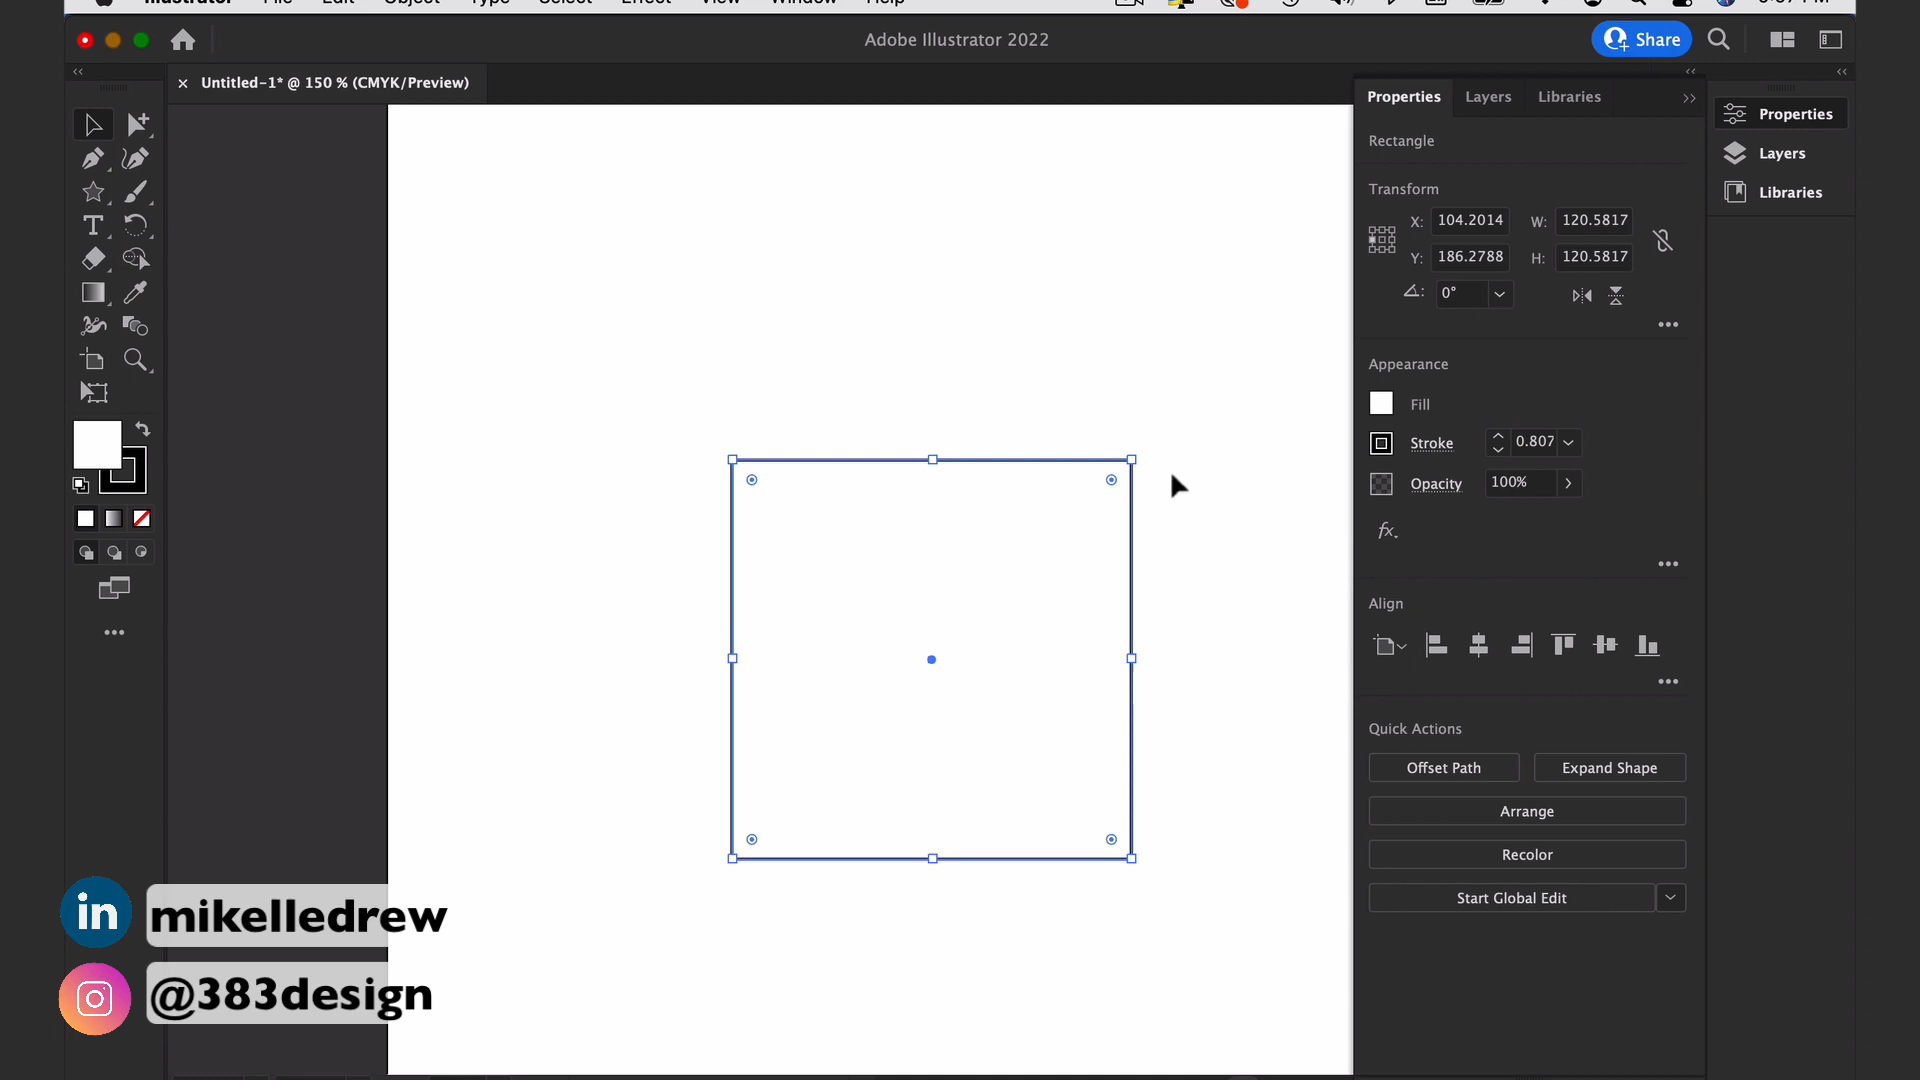 Illustrator File Edit Object Type Select Effect View Window Help
Adobe Illustrator 2022
Share
× Untitled-1* @ 150 % (CMYK/Preview)
Properties Layers Libraries
Rectangle
Transform
X: 104.2014 W: 120.5817
Y: 186.2788 H: 120.5817
0°
Appearance
Fill
Stroke 0.807
Opacity 100%
fx.
Align
Quick Actions
Offset Path Expand Shape
Arrange
Recolor
Start Global Edit
Properties
Layers
Libraries
in mikelledrew
@383design